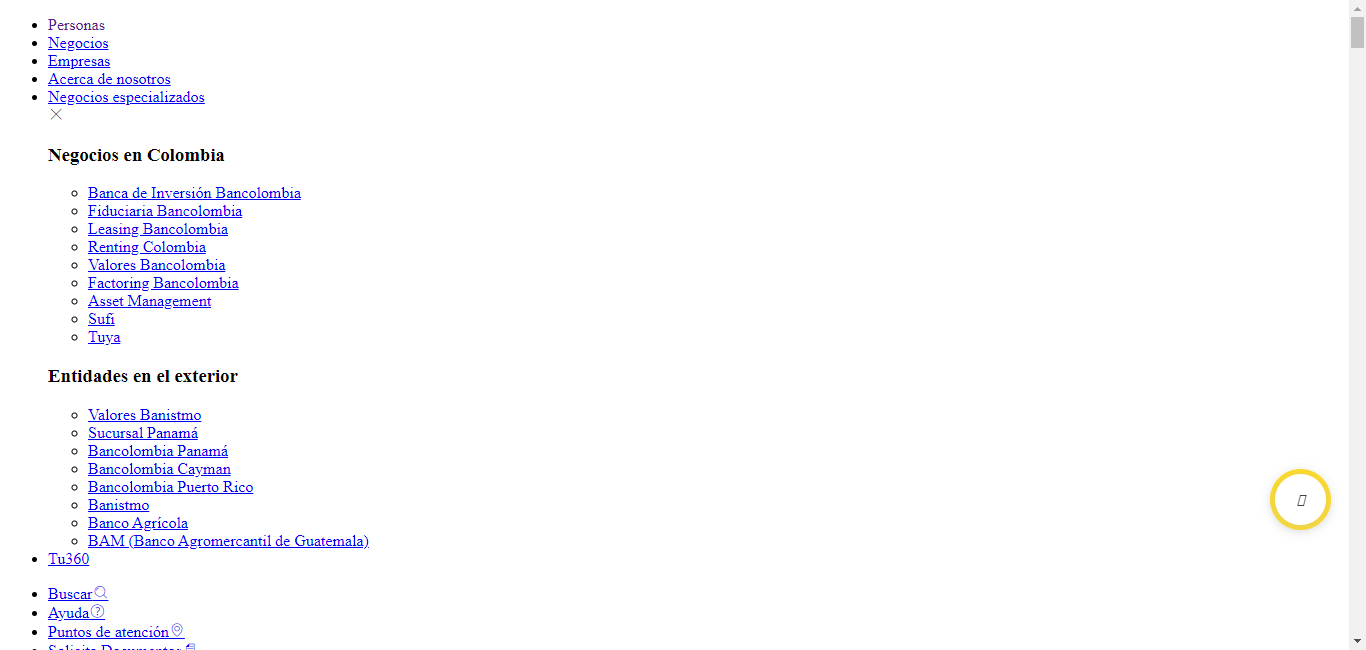 Personas
Negocios
Empresas
Acerca de nosotros
Negocios especializados
Negocios en Colombia
Banca de Inversión Bancolombia
Fiduciaria Bancolombia
Leasing Bancolombia
Renting Colombia
Valores Bancolombia
Factoring Bancolombia
Asset Management
Sufi
Tuya
Entidades en el exterior
Valores Banistmo
Sucursal Panamá
Bancolombia Panamá
Bancolombia Cayman
Bancolombia Puerto Rico
Banistmo
Banco Agrícola
BAM (Banco Agromercantil de Guatemala)
Tu360
Buscar
Ayuda
Puntos de atención
Solicita Documentos